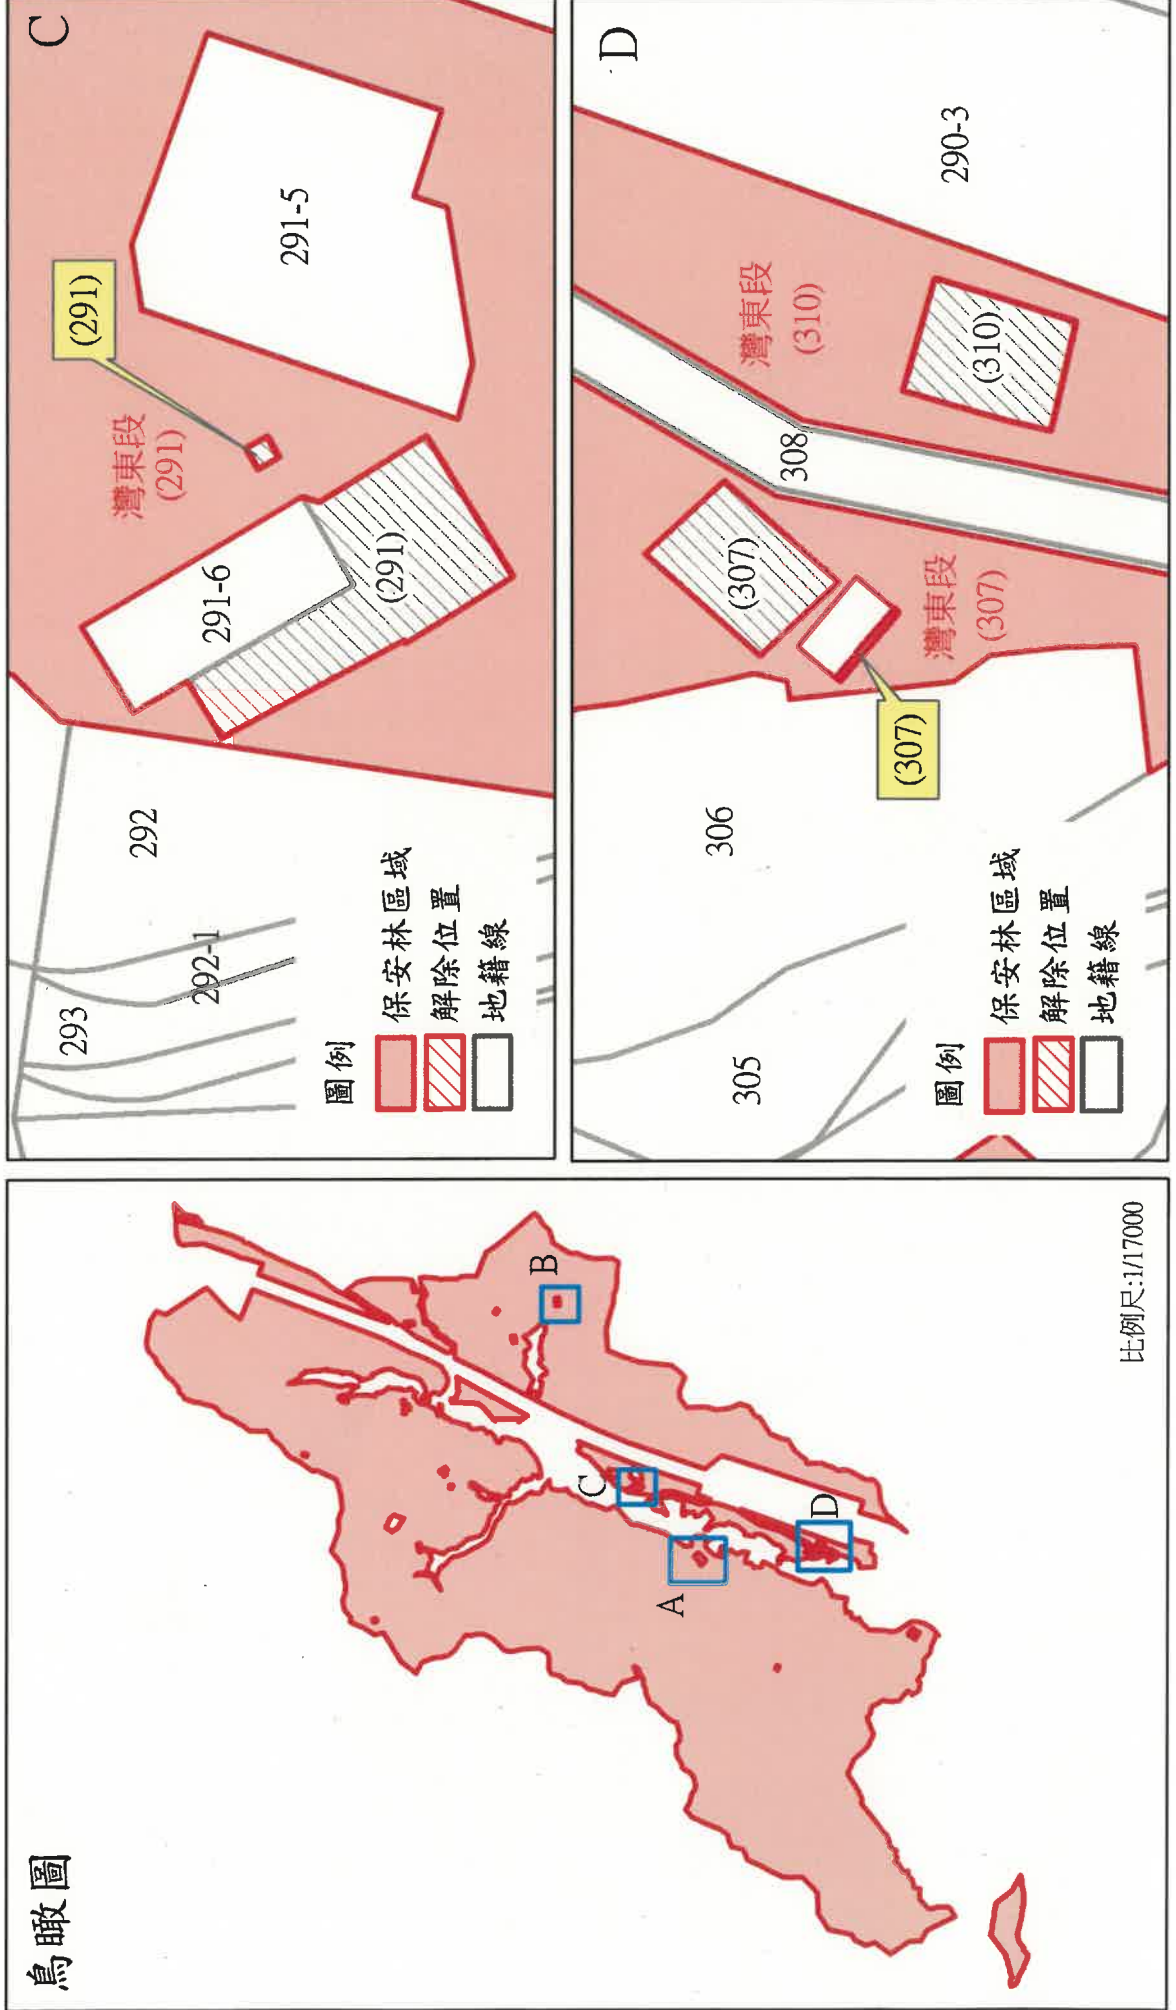 鳥瞰圖
A
B
C
D
比例尺:1/17000
C
293
292-1
292
291-6
灣東段
(291)
(291)
(291)
291-5
圖例
保安林區域
解除位置
地籍線
D
305
306
(307)
灣東段
(307)
(307)
308
灣東段
(310)
(310)
290-3
圖例
保安林區域
解除位置
地籍線